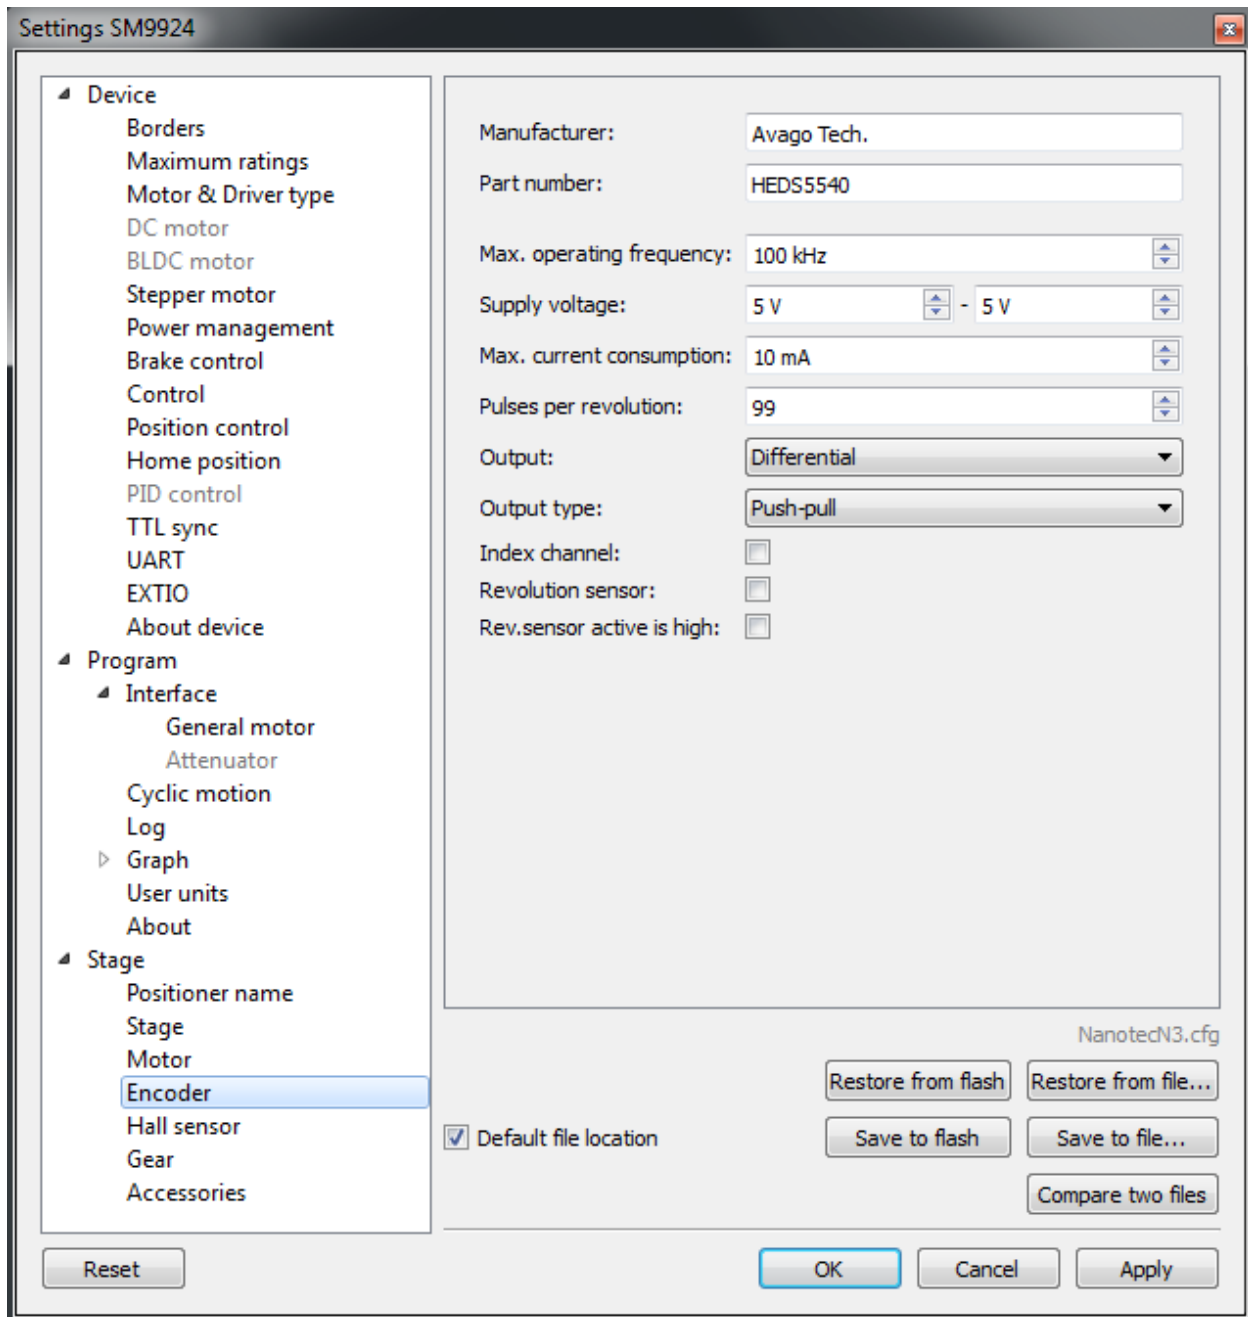 Settings SM9924
Device
Borders
Maximum ratings
Motor & Driver type
DC motor
BLDC motor
Stepper motor
Power management
Brake control
Control
Position control
Home position
PID control
TTL sync
UART
EXTIO
About device
Program
Interface
General motor
Attenuator
Cyclic motion
Log
Graph
User units
About
Stage
Positioner name
Stage
Motor
Encoder
Hall sensor
Gear
Accessories
Manufacturer: Avago Tech.
Part number: HEDS5540
Max. operating frequency: 100 kHz
Supply voltage: 5 V - 5 V
Max. current consumption: 10 mA
Pulses per revolution: 99
Output: Differential
Output type: Push-pull
Index channel:
Revolution sensor:
Rev.sensor active is high:
NanotecN3.cfg
Restore from flash Restore from file...
Default file location Save to flash Save to file...
Compare two files
Reset OK Cancel Apply